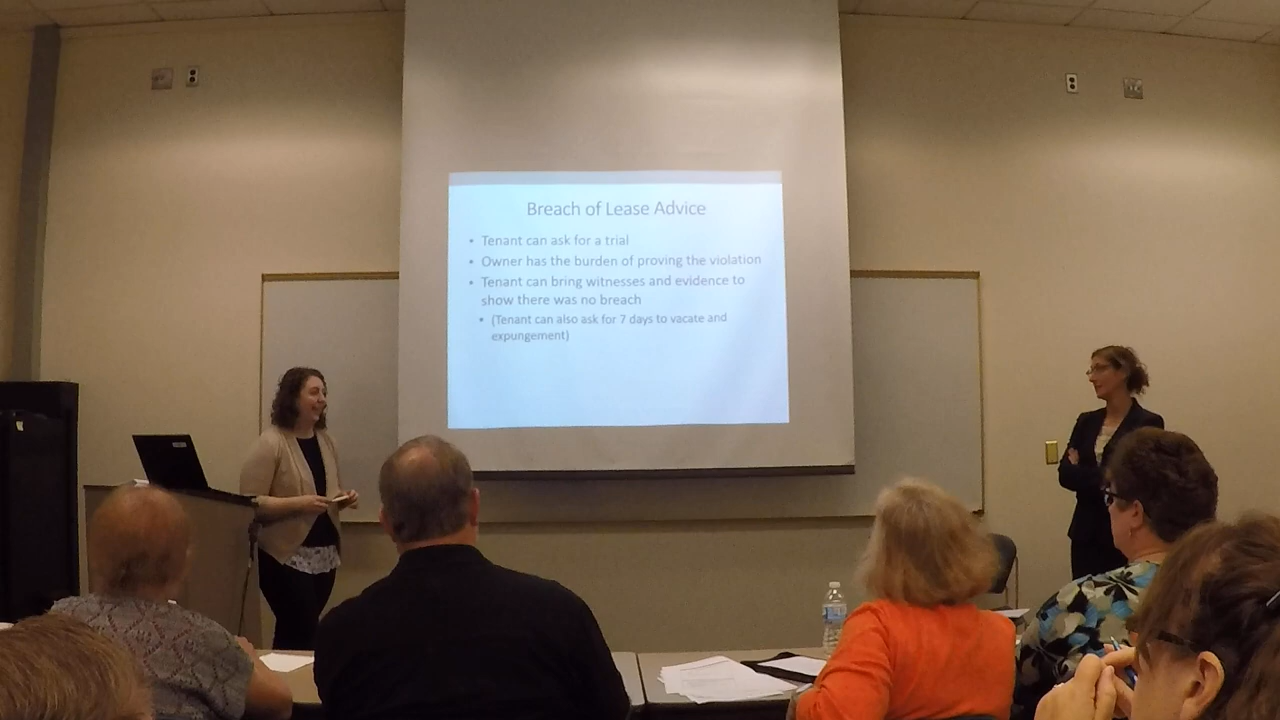 Breach of Lease Advice
• Tenant can ask for a trial
• Owner has the burden of proving the violation
• Tenant can bring witnesses and evidence to
show there was no breach
• (Tenant can also ask for 7 days to vacate and
expungement)